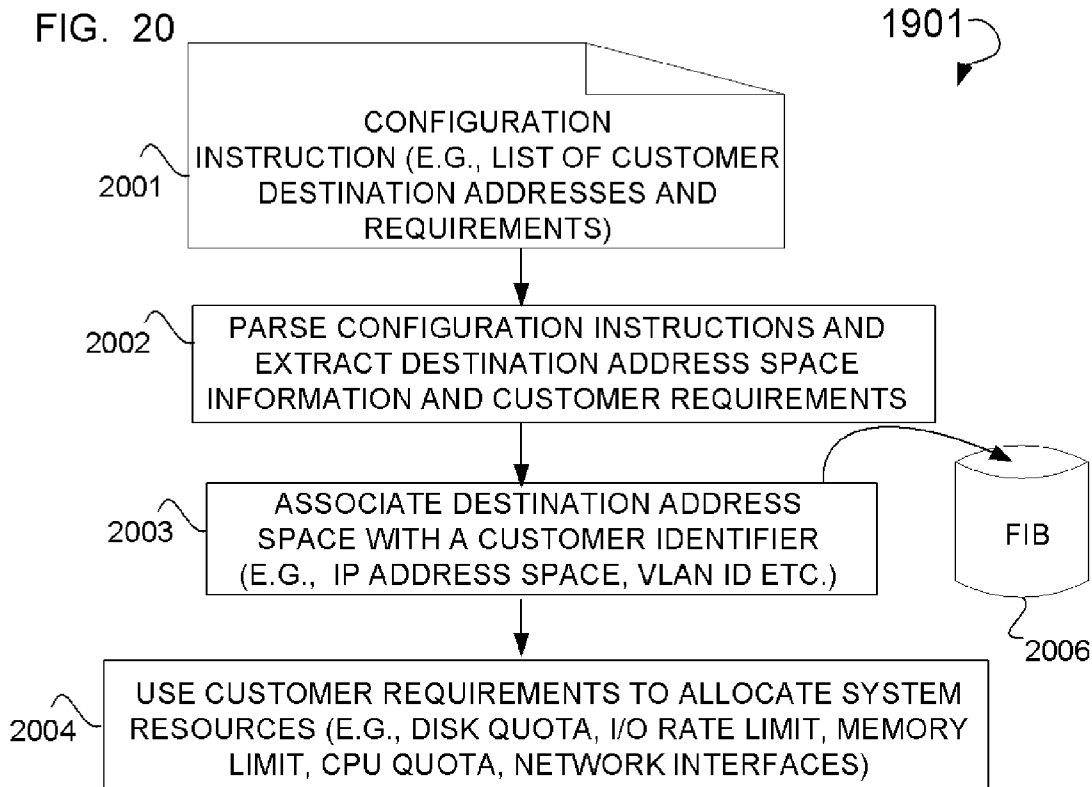 FIG. 20
1901
CONFIGURATION
INSTRUCTION (E.G., LIST OF CUSTOMER
DESTINATION ADDRESSES AND
REQUIREMENTS)
2001
PARSE CONFIGURATION INSTRUCTIONS AND
EXTRACT DESTINATION ADDRESS SPACE
INFORMATION AND CUSTOMER REQUIREMENTS
2002
ASSOCIATE DESTINATION ADDRESS
SPACE WITH A CUSTOMER IDENTIFIER
(E.G., IP ADDRESS SPACE, VLAN ID ETC.)
2003
FIB
2006
USE CUSTOMER REQUIREMENTS TO ALLOCATE SYSTEM
RESOURCES (E.G., DISK QUOTA, I/O RATE LIMIT, MEMORY
LIMIT, CPU QUOTA, NETWORK INTERFACES)
2004